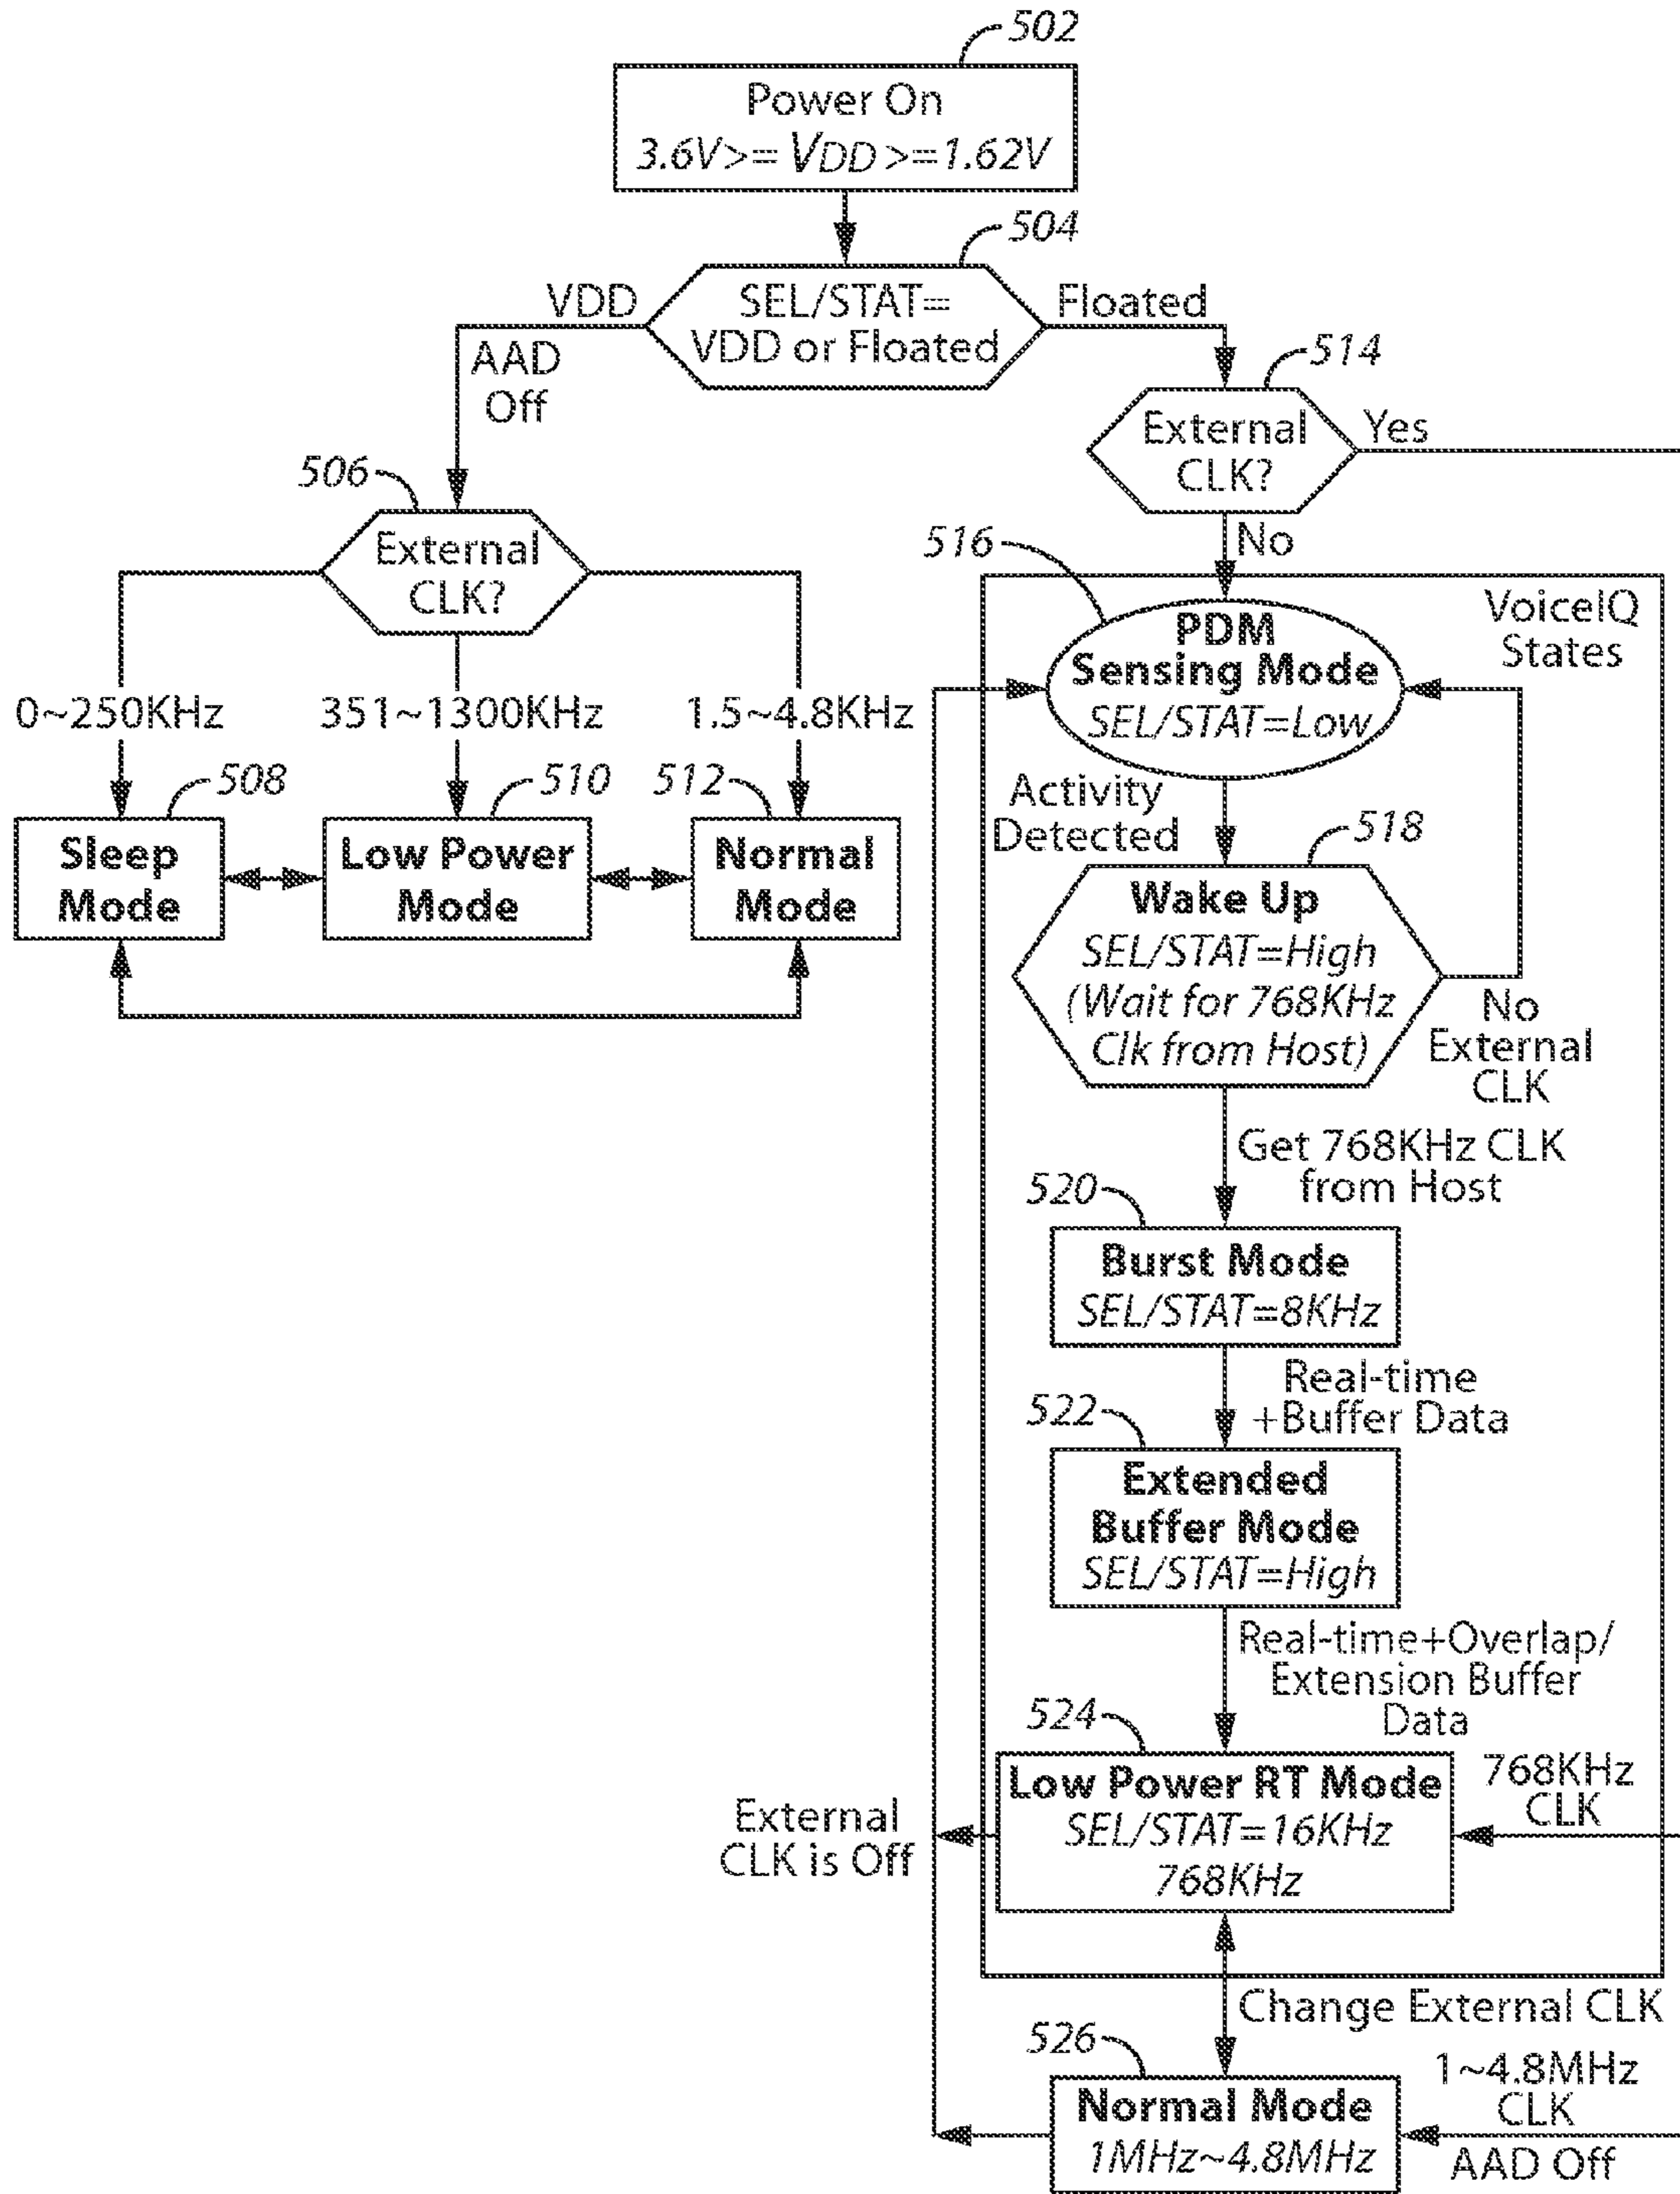 502
Power On
3.6V>= VDD >=1.62V
504
VDD
SEL/STAT=
VDD or Floated
Floated
AAD
Off
514
External
CLK?
Yes
No
506
External
CLK?
0~250KHz
351~1300KHz
1.5~4.8KHz
508
Sleep
Mode
510
Low Power
Mode
512
Normal
Mode
VoiceIQ
States
516
PDM
Sensing Mode
SEL/STAT=Low
Activity
Detected
518
Wake Up
SEL/STAT=High
(Wait for 768KHz
Clk from Host)
No
External
CLK
Get 768KHz CLK
from Host
520
Burst Mode
SEL/STAT=8KHz
Real-time
+Buffer Data
522
Extended
Buffer Mode
SEL/STAT=High
Real-time+Overlap/
Extension Buffer
Data
524
Low Power RT Mode
SEL/STAT=16KHz
768KHz
768KHz
CLK
External
CLK is Off
Change External CLK
526
Normal Mode
1MHz~4.8MHz
1~4.8MHz
CLK
AAD Off